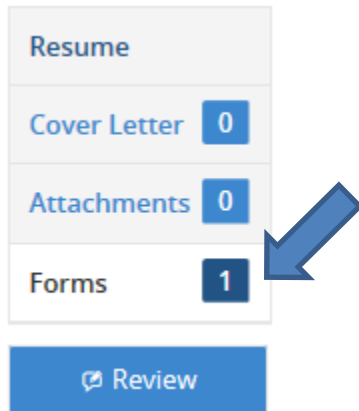 Resume
Cover Letter 0
Attachments 0
Forms 1
Review